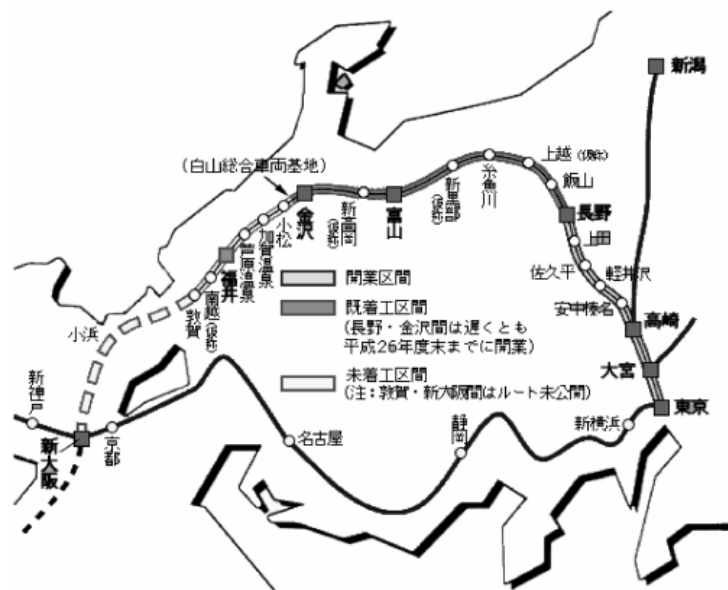 新潟
(白山総合車両基地)
上越(仮称)
飯山
糸魚川
新黒部(仮称)
長野
富山
新高岡(仮称)
金沢
小松
加賀温泉
芦原温泉
福井
南越(仮称)
敦賀
小浜
上田
佐久平
軽井沢
安中榛名
高崎
大宮
東京
開業区間
既着工区間
(長野・金沢間は遅くとも
平成26年度末までに開業)
未着工区間
(注：敦賀・新大阪間はルート未公開)
新神戸
新大阪
京都
名古屋
静岡
新横浜